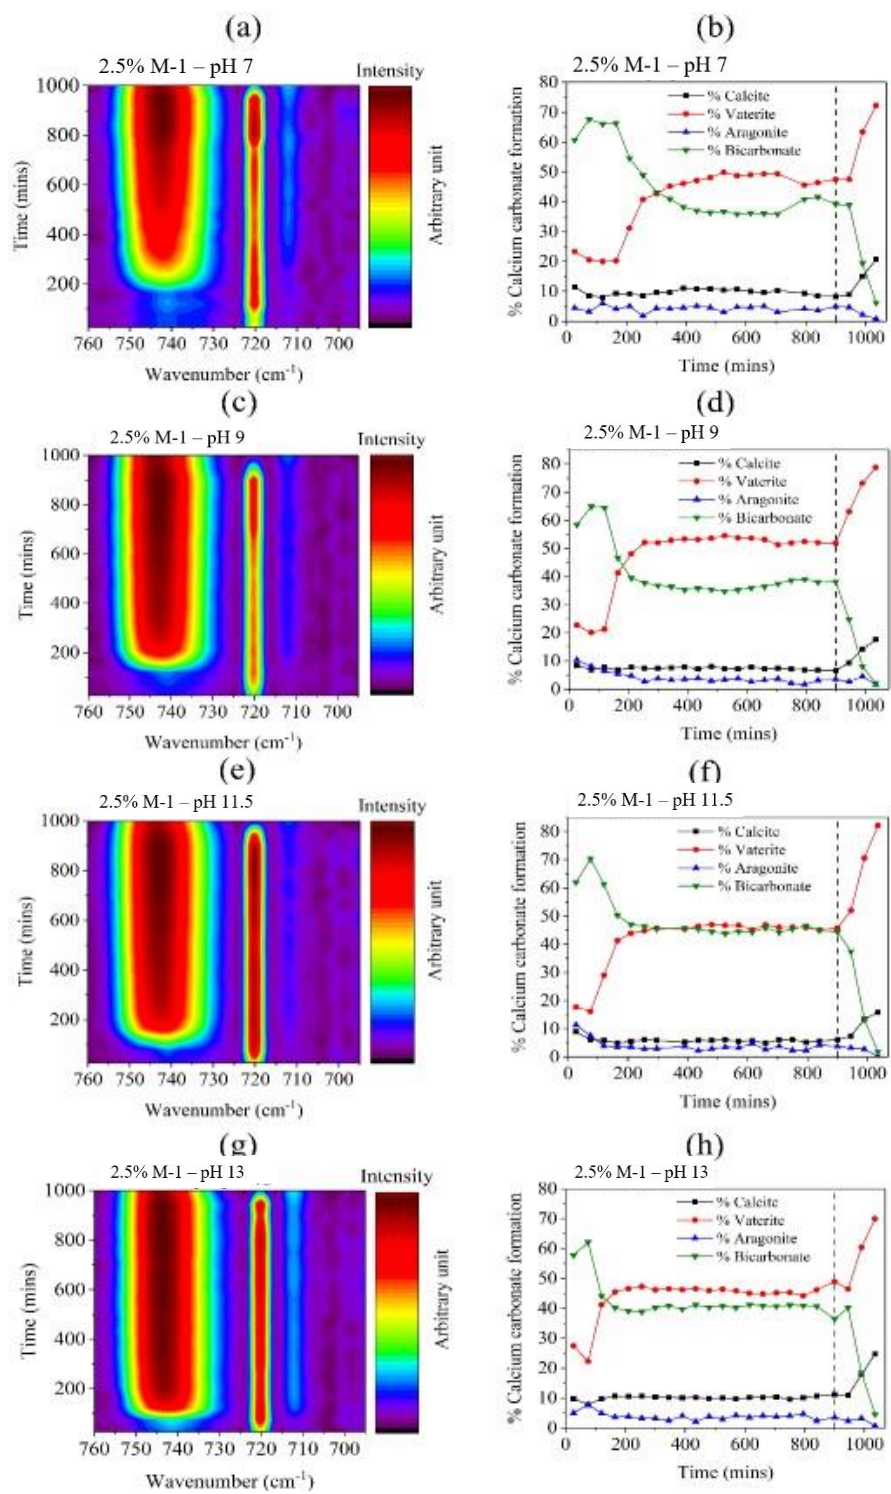 (a)
2.5% M-1 – pH 7
Intensity
1000
800
600
400
200
Time (mins)
760 750 740 730 720 710 700
Wavenumber (cm-1)
Arbitrary unit
(b)
2.5% M-1 – pH 7
% Calcite
% Vaterite
% Aragonite
% Bicarbonate
80
70
60
50
40
30
20
10
0
% Calcium carbonate formation
0 200 400 600 800 1000
Time (mins)
(c)
2.5% M-1 – pH 9
Intensity
1000
800
600
400
200
Time (mins)
760 750 740 730 720 710 700
Wavenumber (cm-1)
Arbitrary unit
(d)
2.5% M-1 – pH 9
% Calcite
% Vaterite
% Aragonite
% Bicarbonate
80
70
60
50
40
30
20
10
0
% Calcium carbonate formation
0 200 400 600 800 1000
Time (mins)
(e)
2.5% M-1 – pH 11.5
Intensity
1000
800
600
400
200
Time (mins)
760 750 740 730 720 710 700
Wavenumber (cm-1)
Arbitrary unit
(f)
2.5% M-1 – pH 11.5
% Calcite
% Vaterite
% Aragonite
% Bicarbonate
80
70
60
50
40
30
20
10
0
% Calcium carbonate formation
0 200 400 600 800 1000
Time (mins)
(g)
2.5% M-1 – pH 13
Intensity
1000
800
600
400
200
Time (mins)
760 750 740 730 720 710 700
Wavenumber (cm-1)
Arbitrary unit
(h)
2.5% M-1 – pH 13
% Calcite
% Vaterite
% Aragonite
% Bicarbonate
80
70
60
50
40
30
20
10
0
% Calcium carbonate formation
0 200 400 600 800 1000
Time (mins)